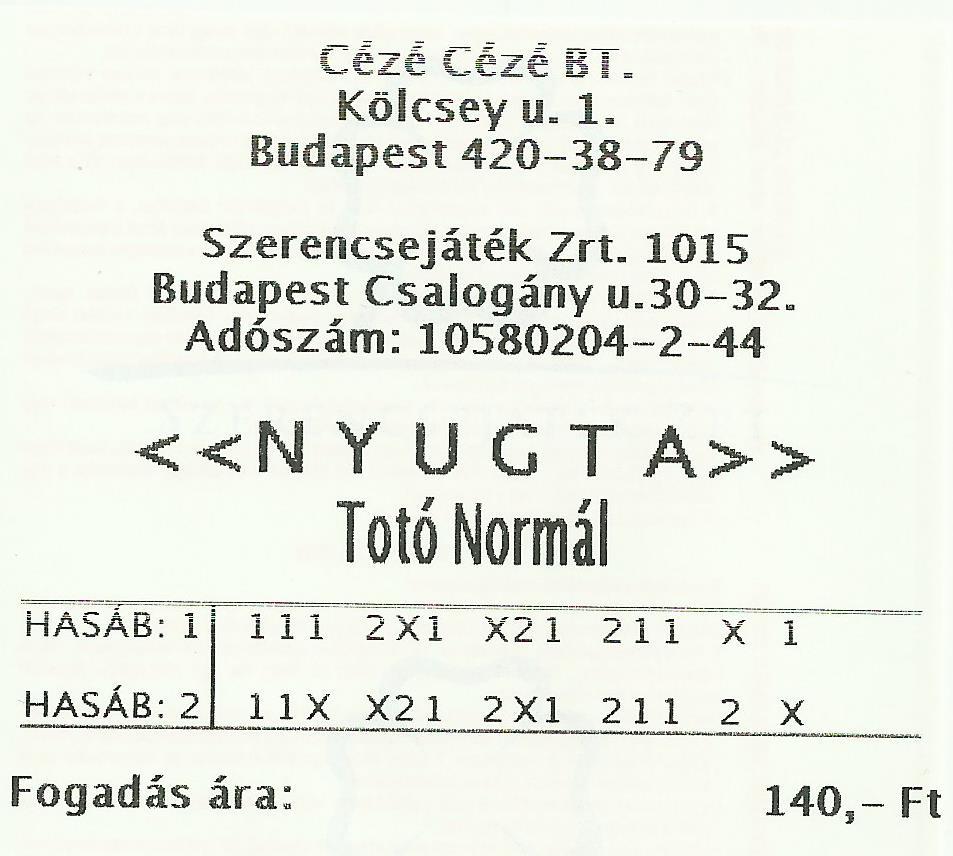 Cézé Cézé BT.
Kölcsey u. 1.
Budapest 420-38-79
Szerencsejáték Zrt. 1015
Budapest Csalogány u.30-32.
Adószám: 10580204-2-44
<<N Y U G T A>>
Totó Normál
HASÁB: 1 111 2X1 X21 211 X 1
HASÁB: 2 11X X21 2X1 211 2 X
Fogadás ára: 140,- Ft